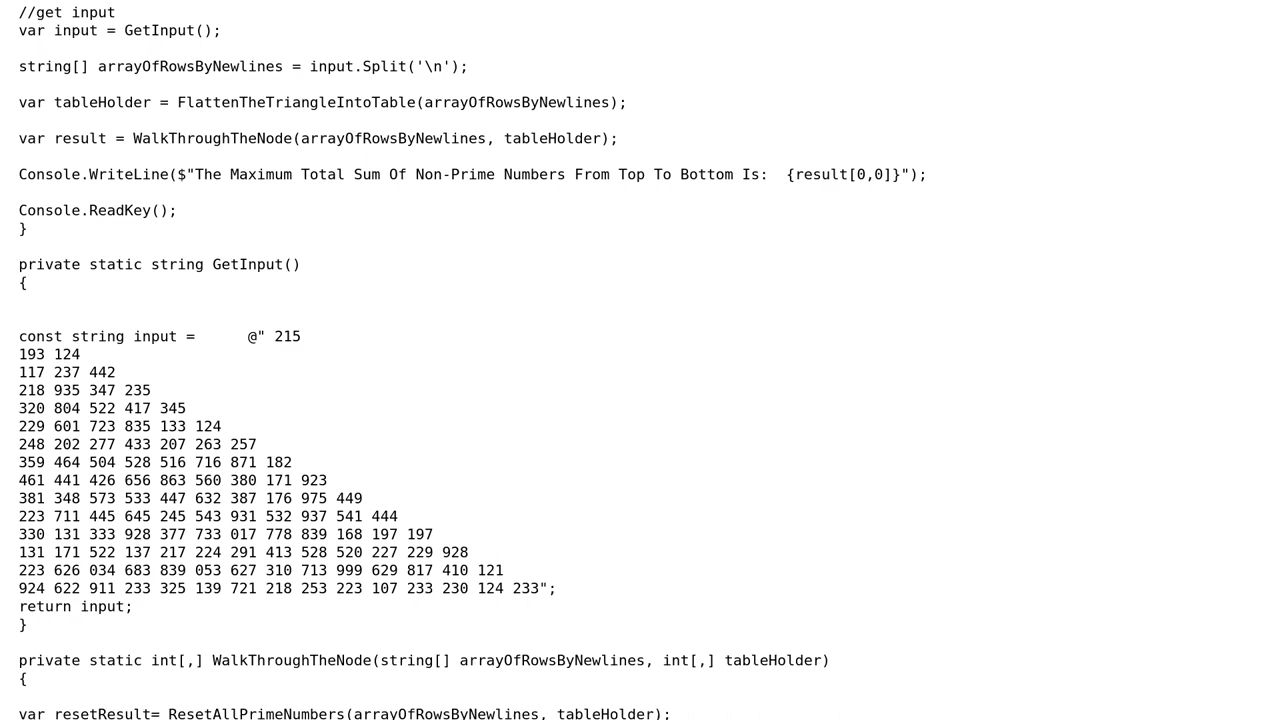 //get input
var input = GetInput();
string[] arrayOfRowsByNewlines = input.Split('\n');
var tableHolder = FlattenTheTriangleIntoTable(arrayOfRowsByNewlines);
var result = WalkThroughTheNode(arrayOfRowsByNewlines, tableHolder);
Console.WriteLine($"The Maximum Total Sum Of Non-Prime Numbers From Top To Bottom Is:  {result[0,0]}");
Console.ReadKey();
}
private static string GetInput()
{
const string input =      @" 215
193 124
117 237 442
218 935 347 235
320 804 522 417 345
229 601 723 835 133 124
248 202 277 433 207 263 257
359 464 504 528 516 716 871 182
461 441 426 656 863 560 380 171 923
381 348 573 533 447 632 387 176 975 449
223 711 445 645 245 543 931 532 937 541 444
330 131 333 928 377 733 017 778 839 168 197 197
131 171 522 137 217 224 291 413 528 520 227 229 928
223 626 034 683 839 053 627 310 713 999 629 817 410 121
924 622 911 233 325 139 721 218 253 223 107 233 230 124 233";
return input;
}
private static int[,] WalkThroughTheNode(string[] arrayOfRowsByNewlines, int[,] tableHolder)
{
var resetResult= ResetAllPrimeNumbers(arrayOfRowsByNewlines, tableHolder);